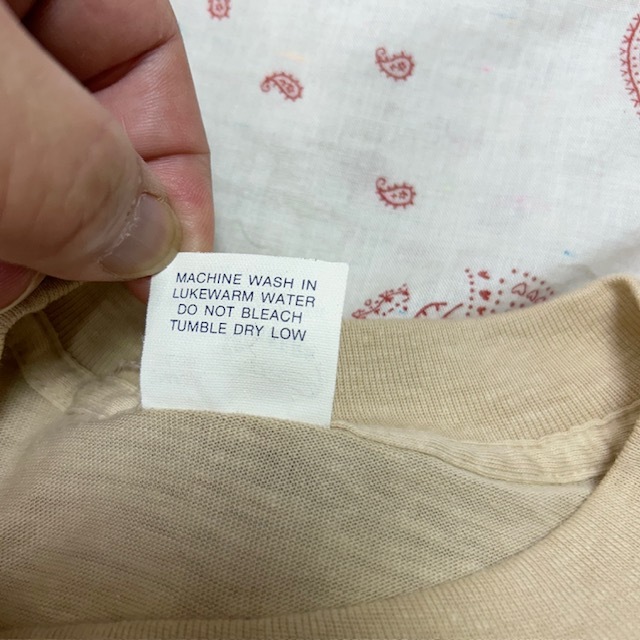 MACHINE WASH IN
LUKEWARM WATER
DO NOT BLEACH
TUMBLE DRY LOW